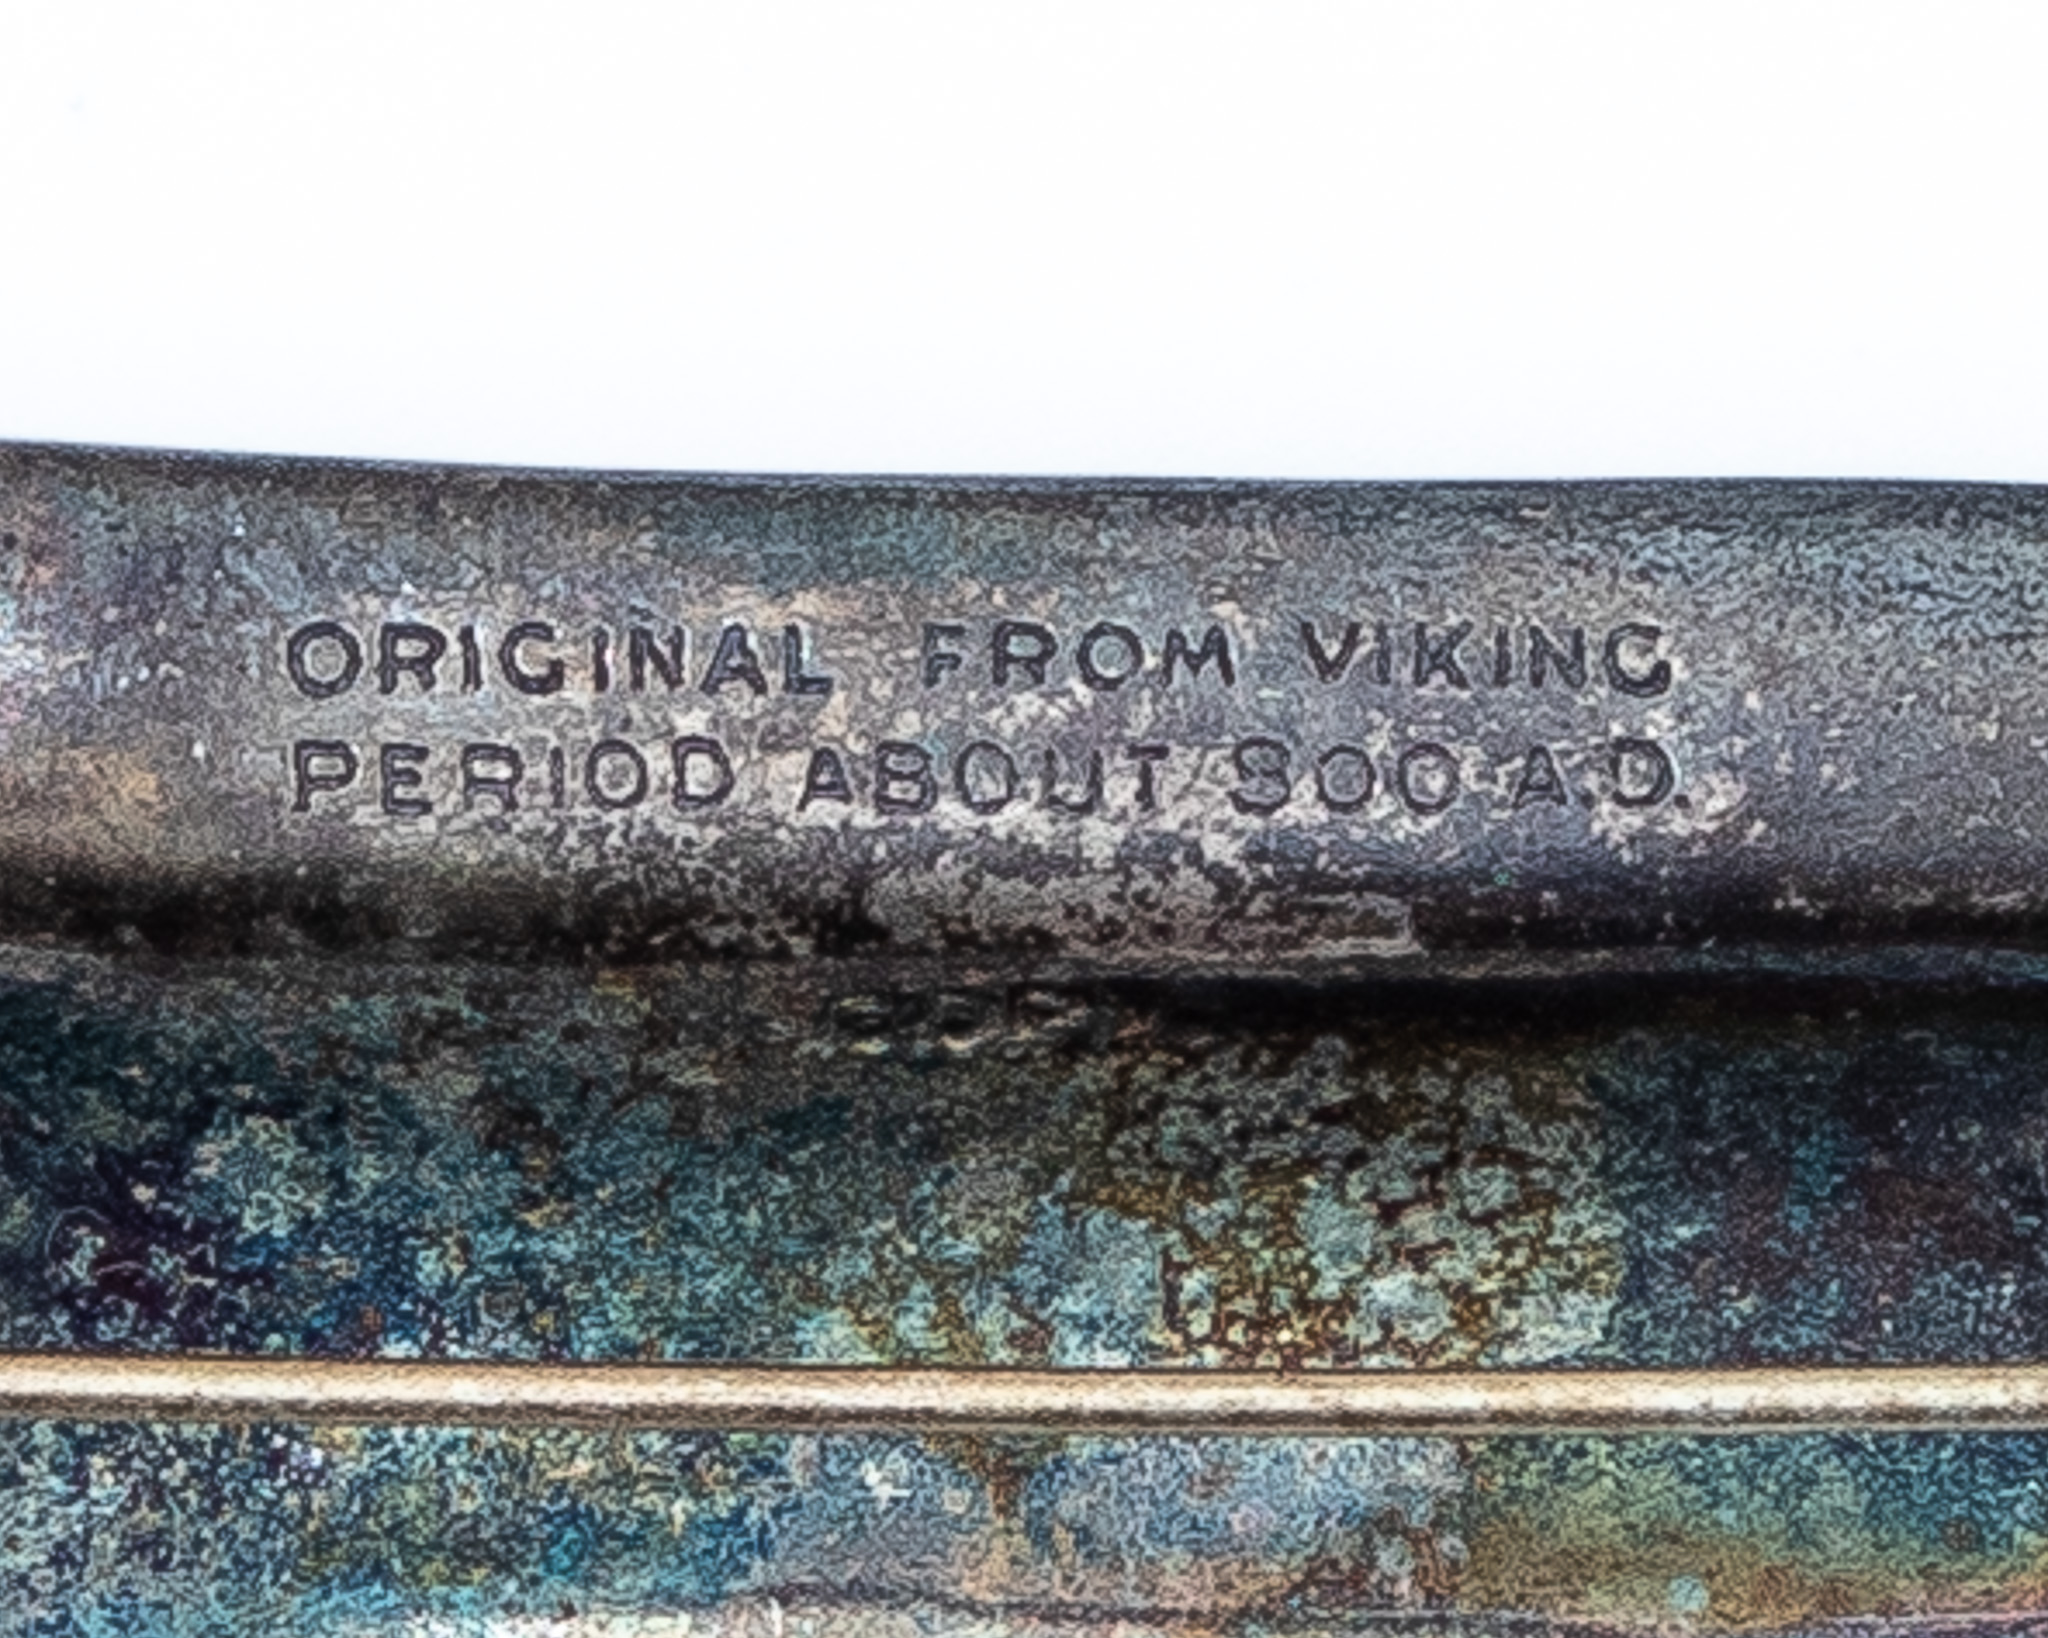 ORIGINAL FROM VIKING
PERIOD ABOUT 800 A.D.